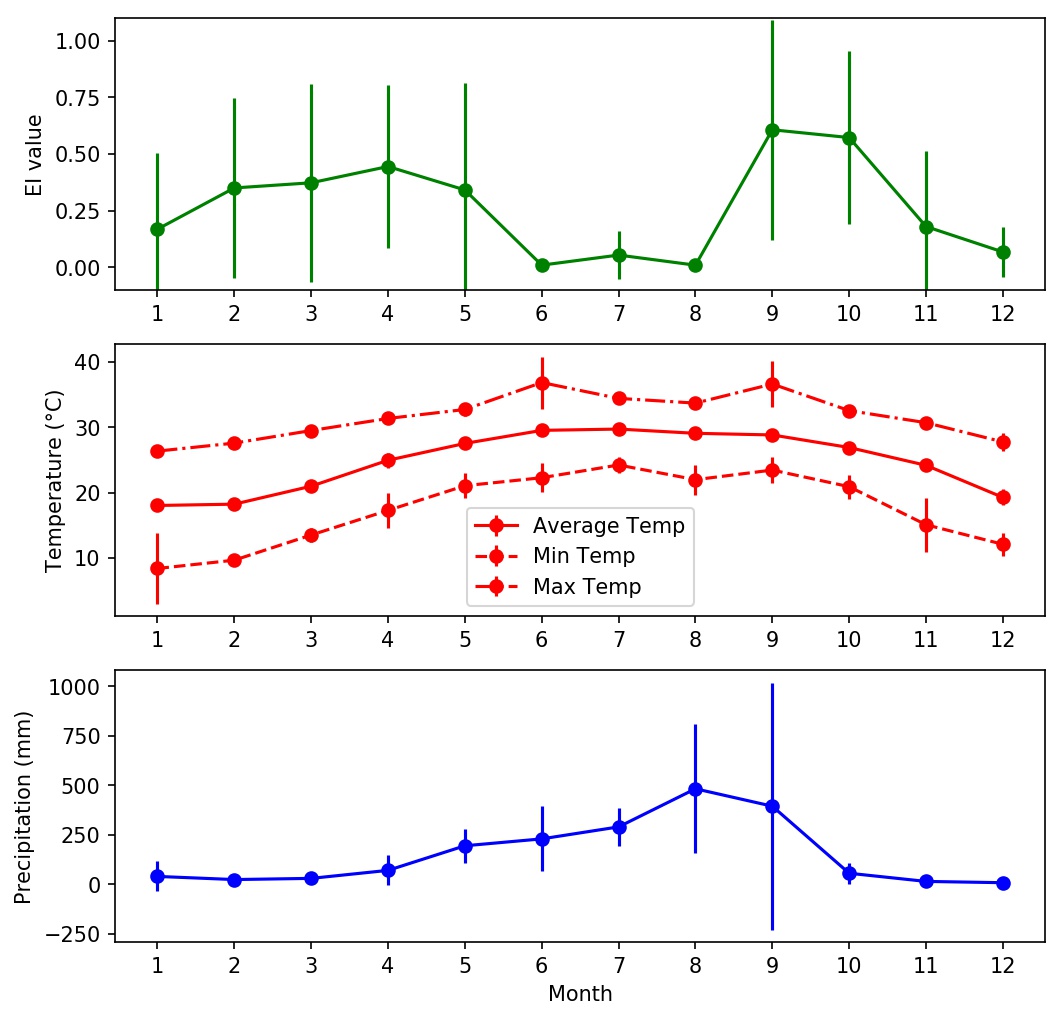 EI value
1.00
0.75
0.50
0.25
0.00
1 2 3 4 5 6 7 8 9 10 11 12
Temperature (°C)
40
30
20
10
Average Temp
Min Temp
Max Temp
1 2 3 4 5 6 7 8 9 10 11 12
Precipitation (mm)
1000
750
500
250
0
−250
1 2 3 4 5 6 7 8 9 10 11 12
Month